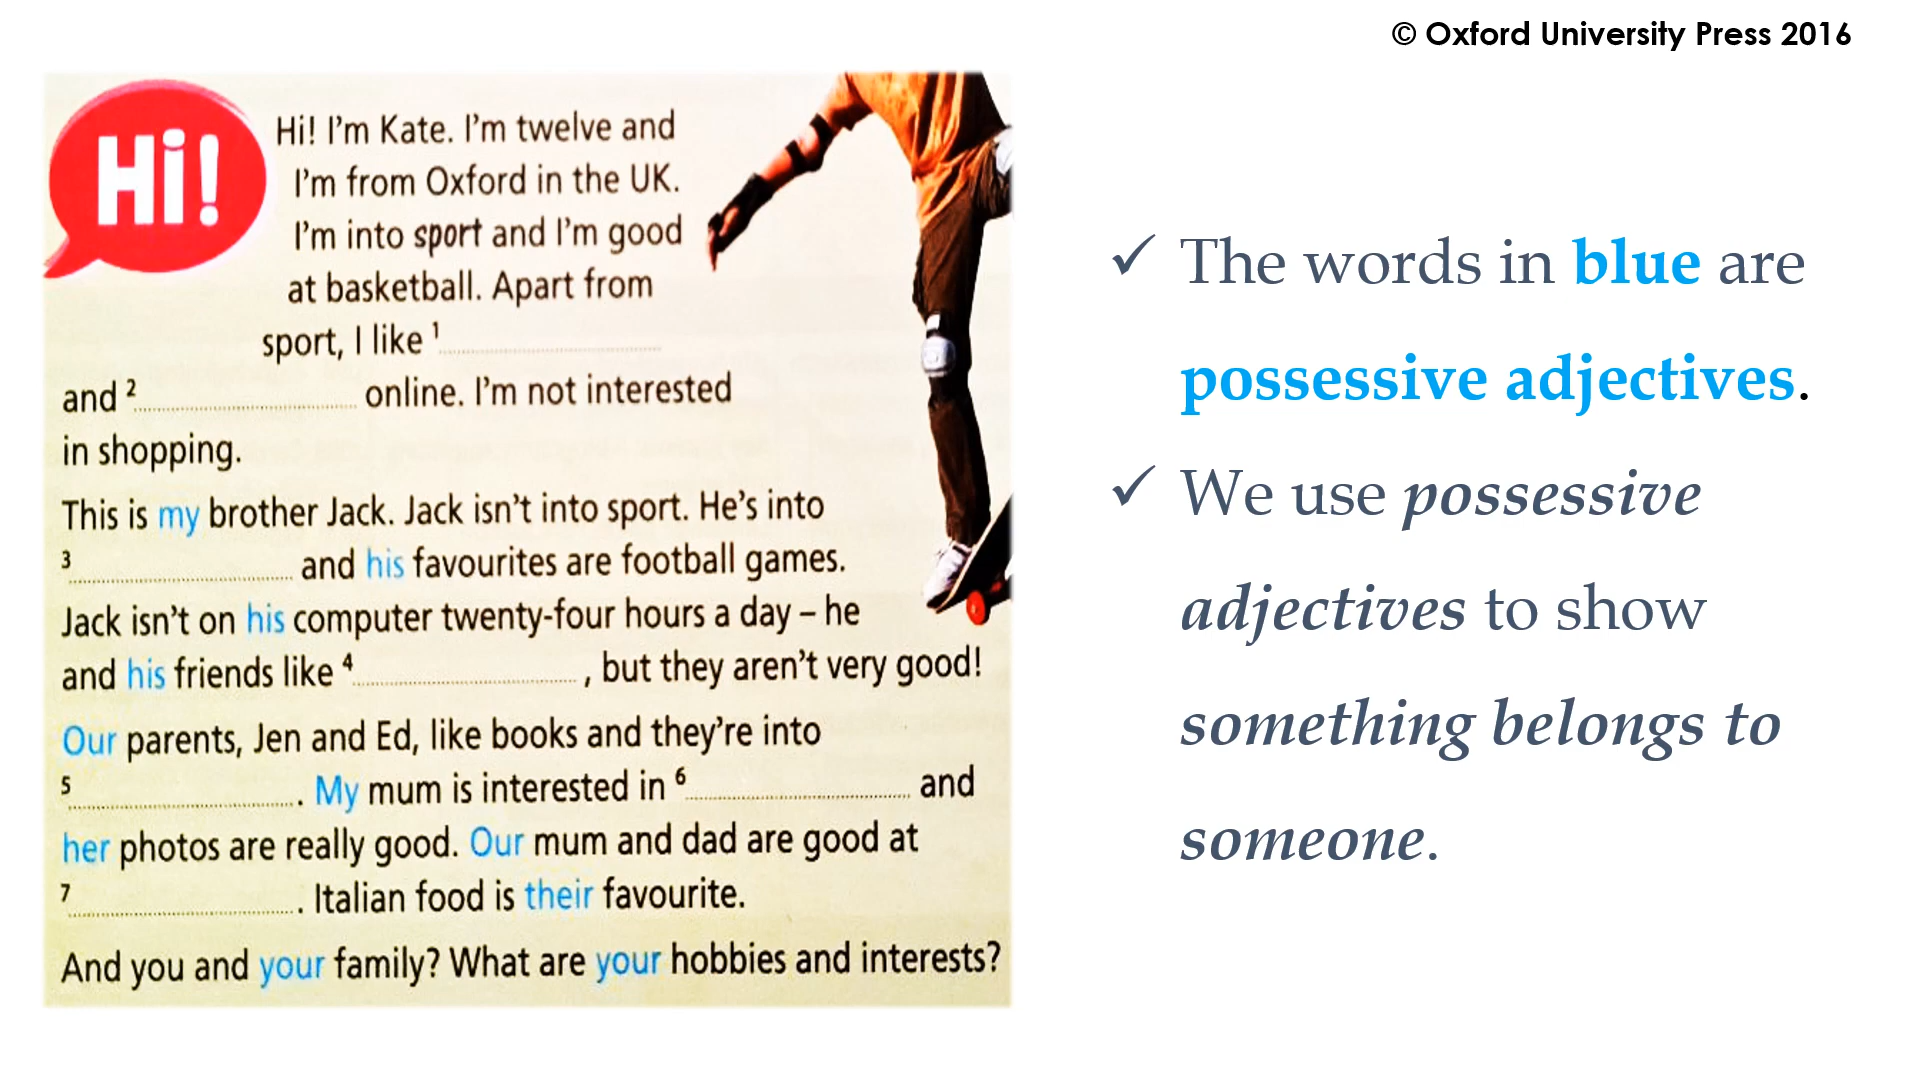 © Oxford University Press 2016
Hi!
Hi! I'm Kate. I'm twelve and
I'm from Oxford in the UK.
I'm into sport and I'm good
at basketball. Apart from
sport, I like ¹
and ² online. I'm not interested
in shopping.
This is my brother Jack. Jack isn't into sport. He's into
³ and his favourites are football games.
Jack isn't on his computer twenty-four hours a day – he
and his friends like ⁴ , but they aren't very good!
Our parents, Jen and Ed, like books and they're into
⁵ . My mum is interested in ⁶ and
her photos are really good. Our mum and dad are good at
⁷ . Italian food is their favourite.
And you and your family? What are your hobbies and interests?
✓ The words in blue are
possessive adjectives.
✓ We use possessive
adjectives to show
something belongs to
someone.